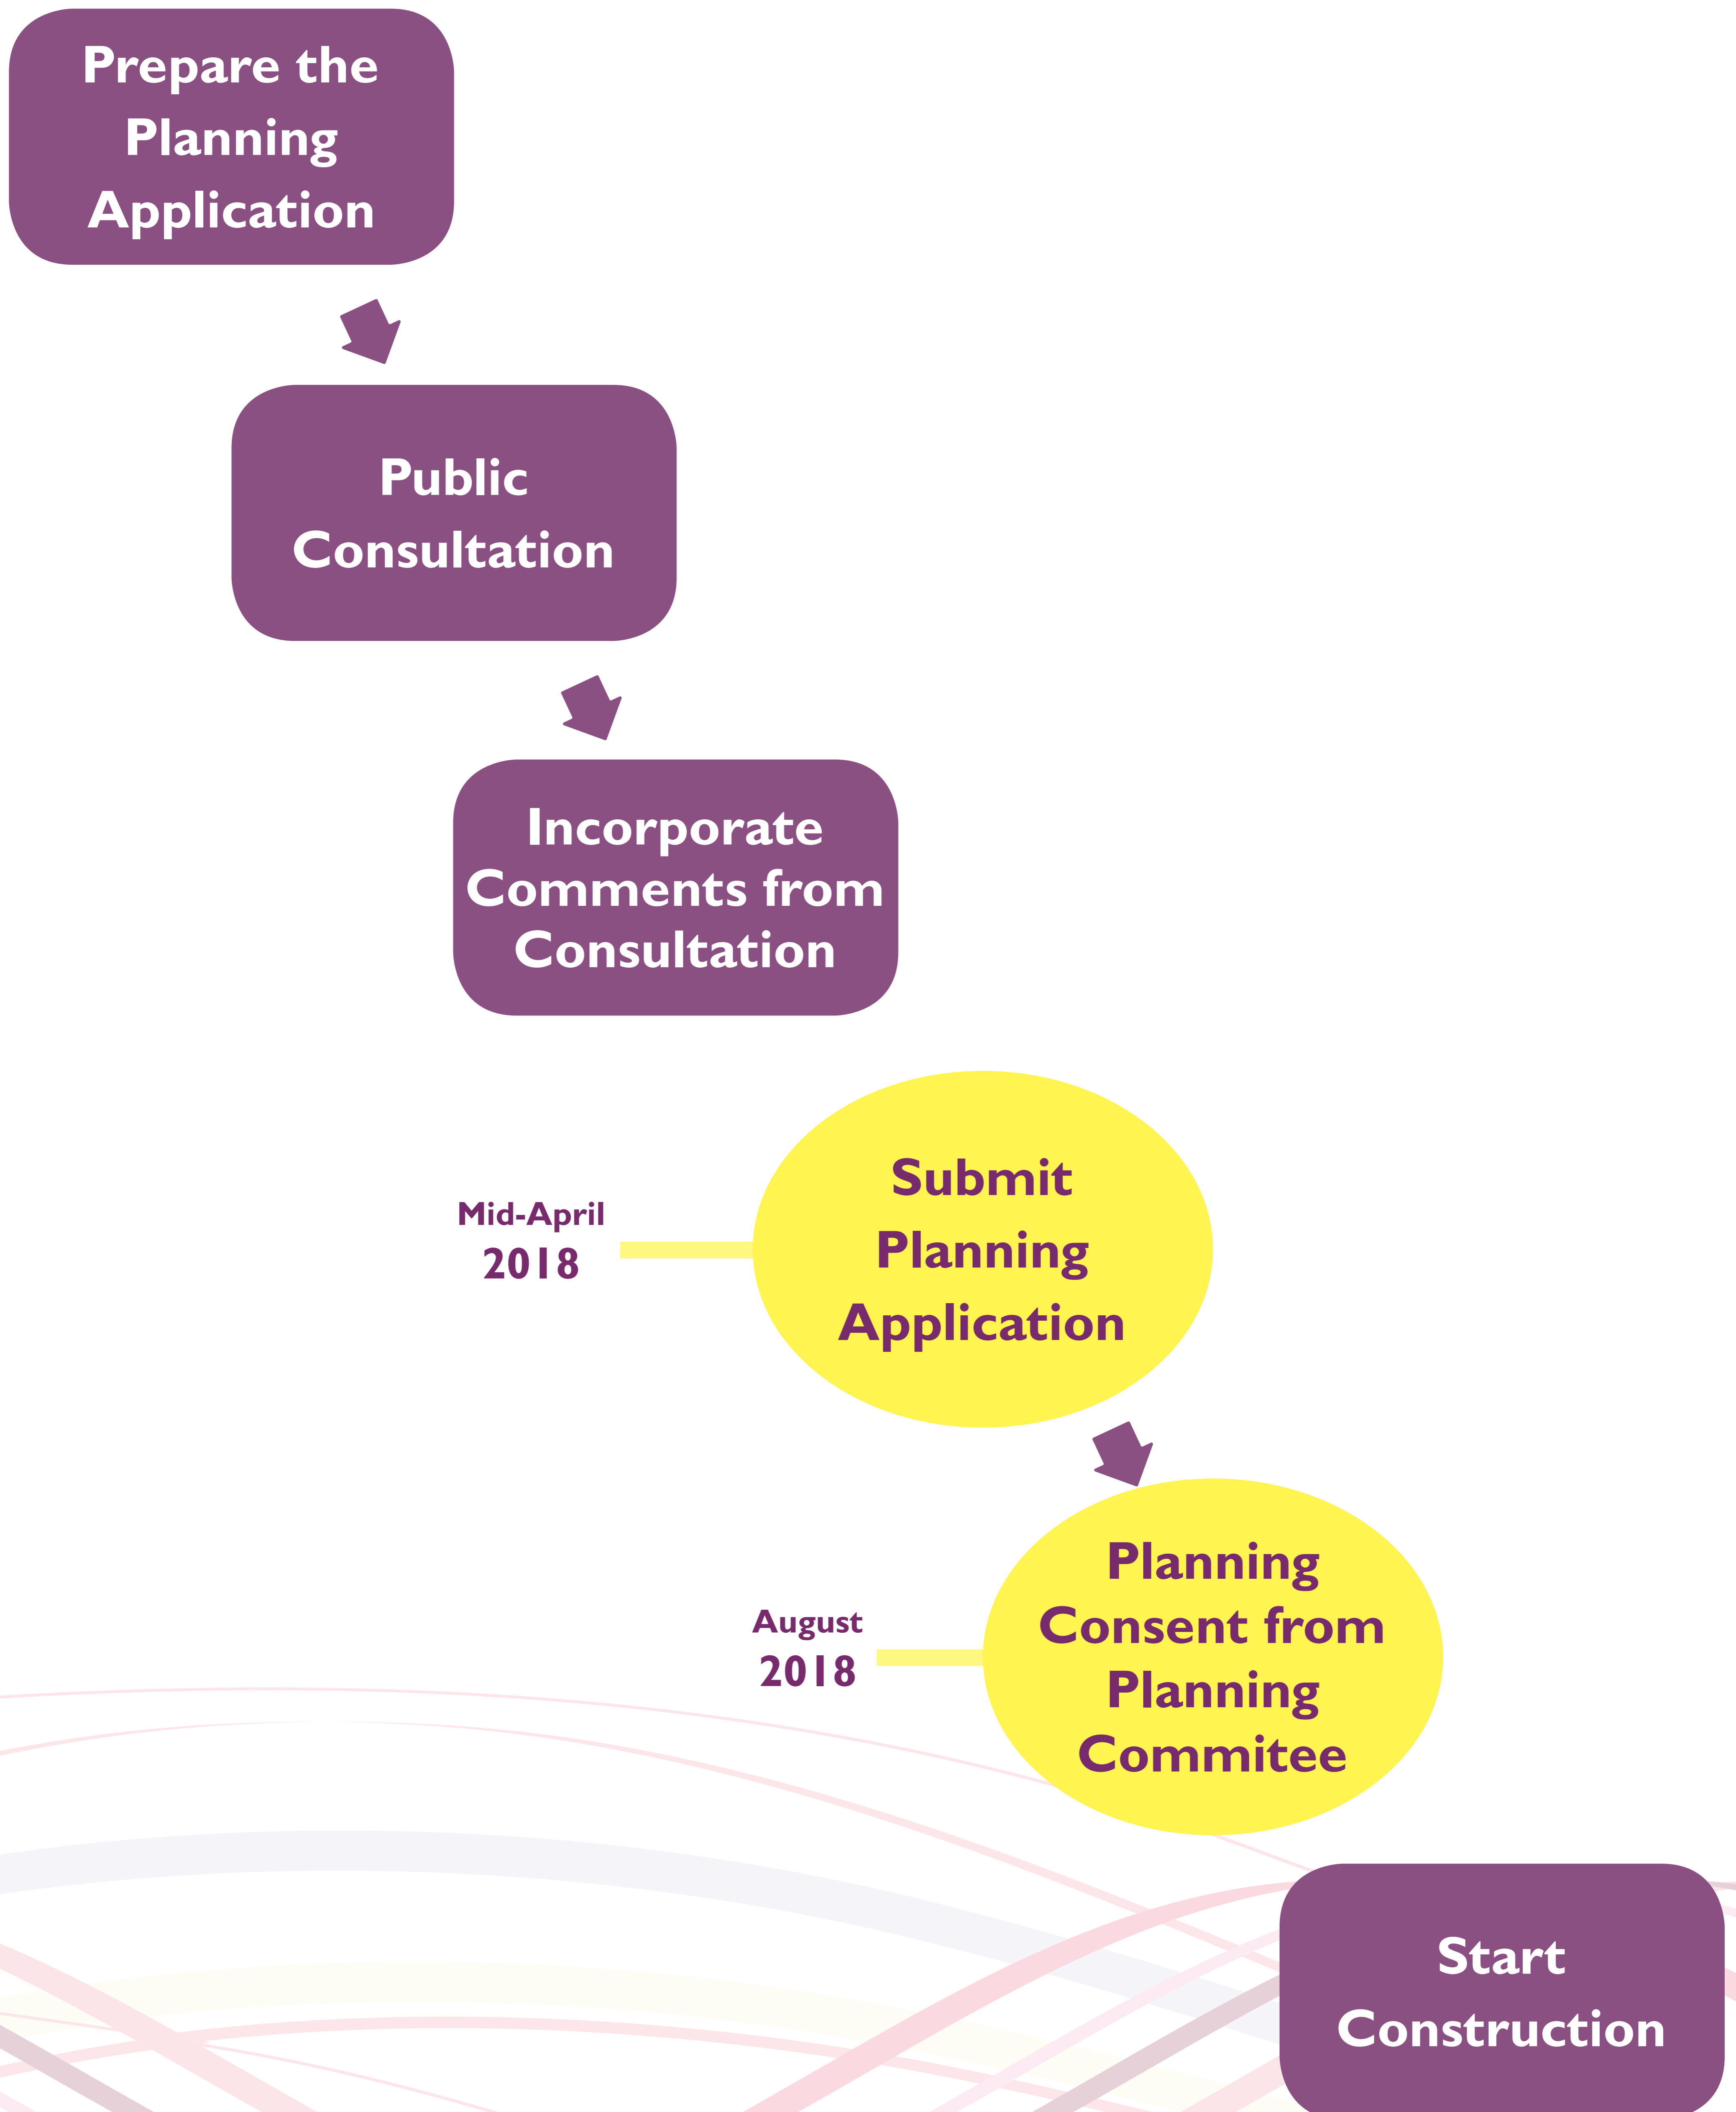 Prepare the
Planning
Application
Public
Consultation
Incorporate
Comments from
Consultation
Submit
Planning
Application
Mid-April
2018
Planning
Consent from
Planning
Commitee
August
2018
Start
Construction